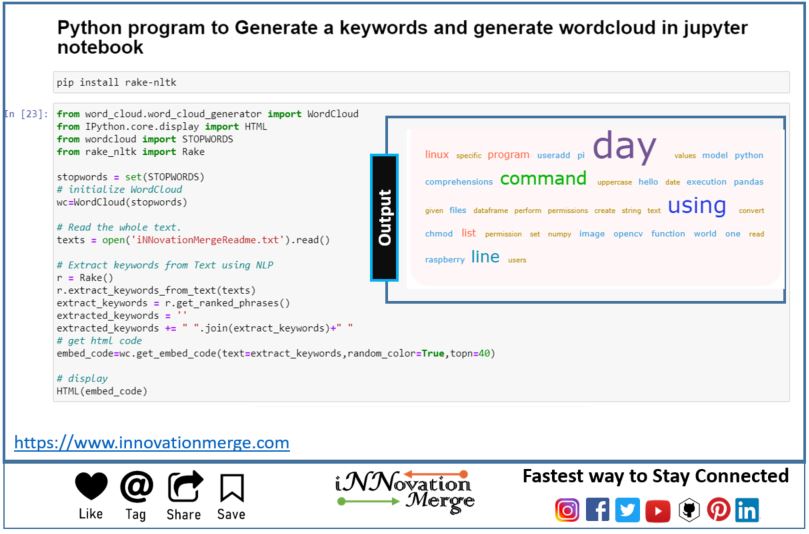 Python program to Generate a keywords and generate wordcloud in jupyter
notebook
pip install rake-nltk
In [23]:
from word_cloud.word_cloud_generator import WordCloud
from IPython.core.display import HTML
from wordcloud import STOPWORDS
from rake_nltk import Rake
stopwords = set(STOPWORDS)
# initialize WordCloud
wc=WordCloud(stopwords)
# Read the whole text.
texts = open('iNNovationMergeReadme.txt').read()
# Extract keywords from Text using NLP
r = Rake()
r.extract_keywords_from_text(texts)
extract_keywords = r.get_ranked_phrases()
extracted_keywords = ''
extracted_keywords += " ".join(extract_keywords)+" "
# get html code
embed_code=wc.get_embed_code(text=extract_keywords,random_color=True,topn=40)
# display
HTML(embed_code)
Output
linux specific program useradd pi day values model python
comprehensions command uppercase hello date execution pandas
given files dataframe perform permissions create string text using convert
chmod list permission set numpy image opencv function world one read
raspberry line users
https://www.innovationmerge.com
Like Tag Share Save
iNNovation
Merge
Fastest way to Stay Connected